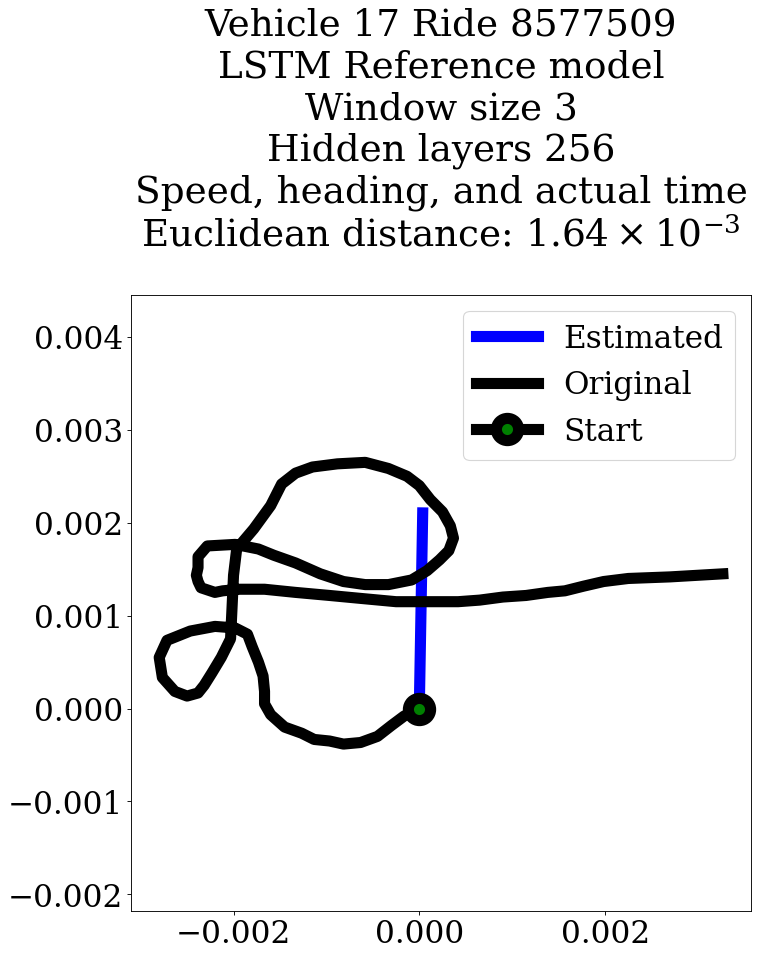 Vehicle 17 Ride 8577509
LSTM Reference model
Window size 3
Hidden layers 256
Speed, heading, and actual time
Euclidean distance: 1.64 × 10⁻³
Estimated
Original
Start
0.004
0.003
0.002
0.001
0.000
−0.001
−0.002
−0.002 0.000 0.002